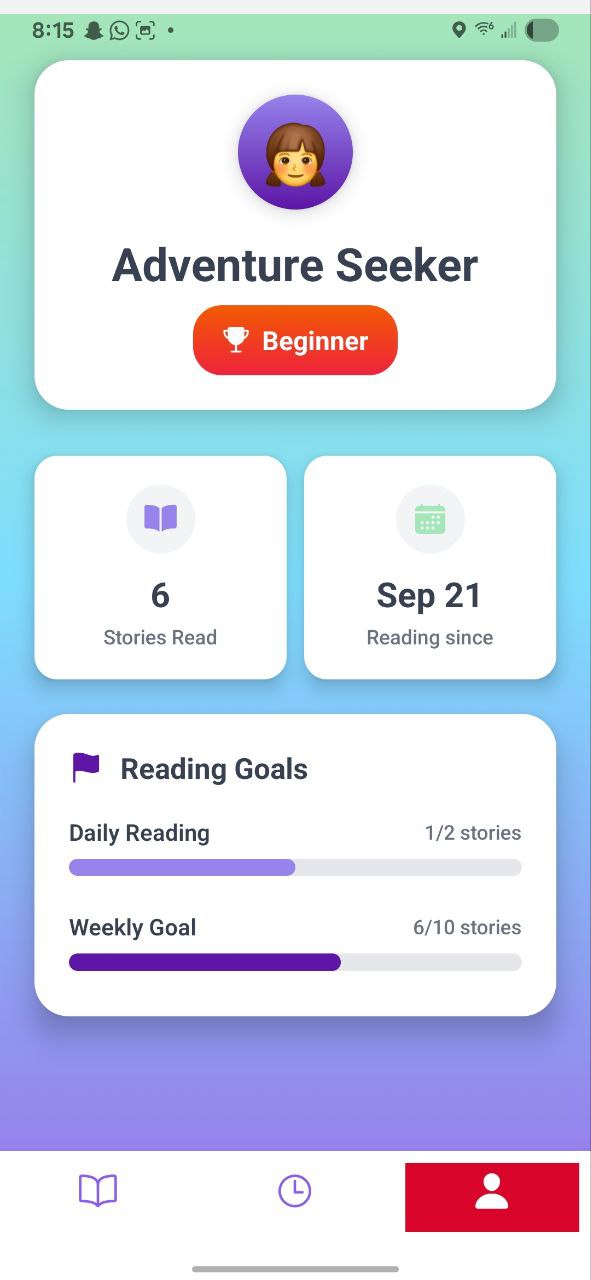 8:15
Adventure Seeker
Beginner
6
Stories Read
Sep 21
Reading since
Reading Goals
Daily Reading 1/2 stories
Weekly Goal 6/10 stories